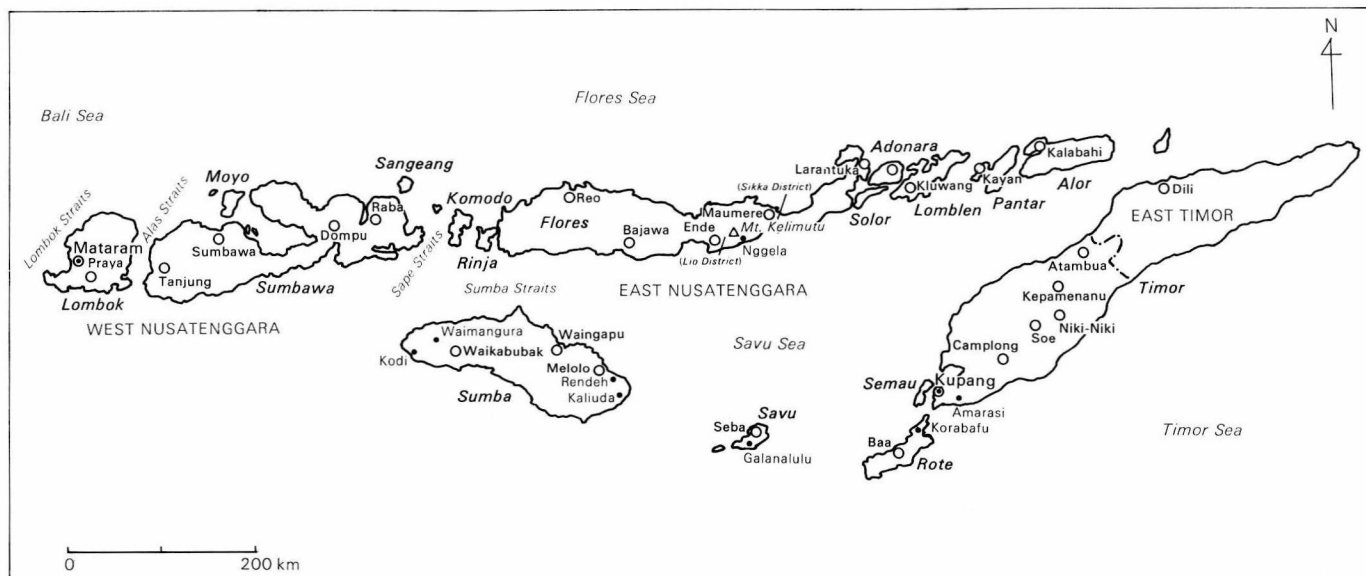 N
Flores Sea
Bali Sea
Lombok Straits
Alas Straits
Moyo
Sangeang
Komodo
Sape Straits
Mataram
Praya
Lombok
Tanjung
Sumbawa
Sumbawa
Dompu
Raba
Rinja
Reo
Flores
Bajawa
Ende
Maumere
(Sikka District)
Mt. Kelimutu
Nggela
(Lio District)
Larantuka
Adonara
Solor
Kluwang
Lomblen
Kayan
Pantar
Kalabahi
Alor
Dili
EAST TIMOR
Atambua
Timor
Kepamenanu
Niki-Niki
Soe
Camplong
Kupang
Semau
Amarasi
Korabafu
Baa
Rote
WEST NUSATENGGARA
Sumba Straits
EAST NUSATENGGARA
Savu Sea
Timor Sea
Waimangura
Waingapu
Kodi
Waikabubak
Melolo
Rendeh
Kaliuda
Sumba
Savu
Seba
Galanalulu
0 200 km